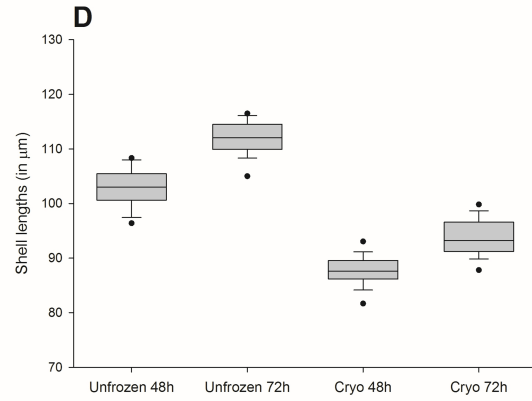 D
130
120
110
100
90
80
70
Shell lengths (in µm)
Unfrozen 48h Unfrozen 72h Cryo 48h Cryo 72h